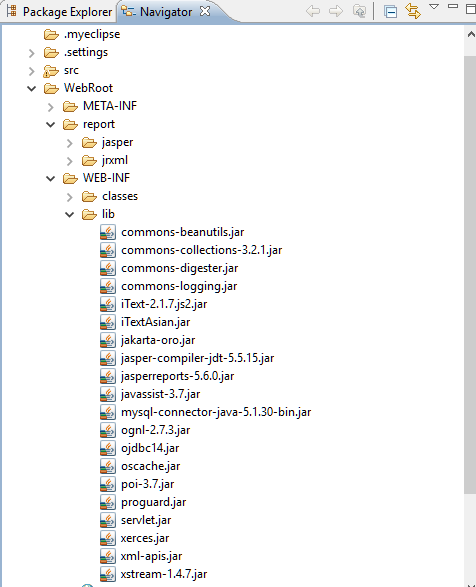 Package Explorer Navigator
.myeclipse
.settings
src
WebRoot
META-INF
report
jasper
jrxml
WEB-INF
classes
lib
commons-beanutils.jar
commons-collections-3.2.1.jar
commons-digester.jar
commons-logging.jar
iText-2.1.7.js2.jar
iTextAsian.jar
jakarta-oro.jar
jasper-compiler-jdt-5.5.15.jar
jasperreports-5.6.0.jar
javassist-3.7.jar
mysql-connector-java-5.1.30-bin.jar
ognl-2.7.3.jar
ojdbc14.jar
oscache.jar
poi-3.7.jar
proguard.jar
servlet.jar
xerces.jar
xml-apis.jar
xstream-1.4.7.jar